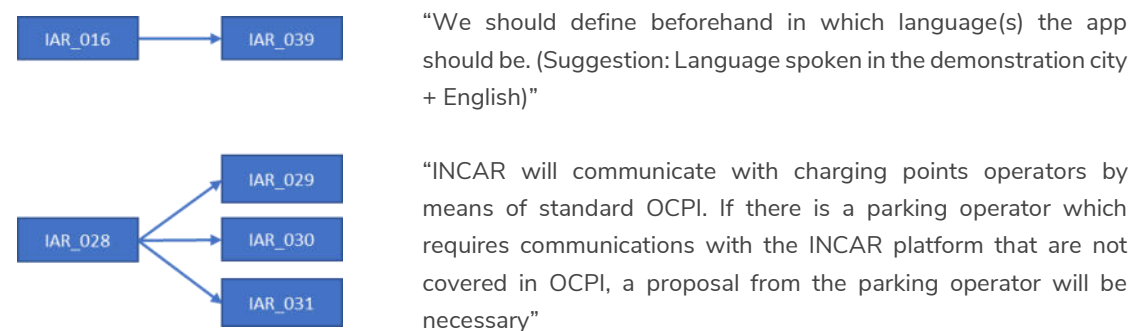 IAR_016
IAR_039
“We should define beforehand in which language(s) the app
should be. (Suggestion: Language spoken in the demonstration city
+ English)”
IAR_028
IAR_029
IAR_030
IAR_031
“INCAR will communicate with charging points operators by
means of standard OCPI. If there is a parking operator which
requires communications with the INCAR platform that are not
covered in OCPI, a proposal from the parking operator will be
necessary”